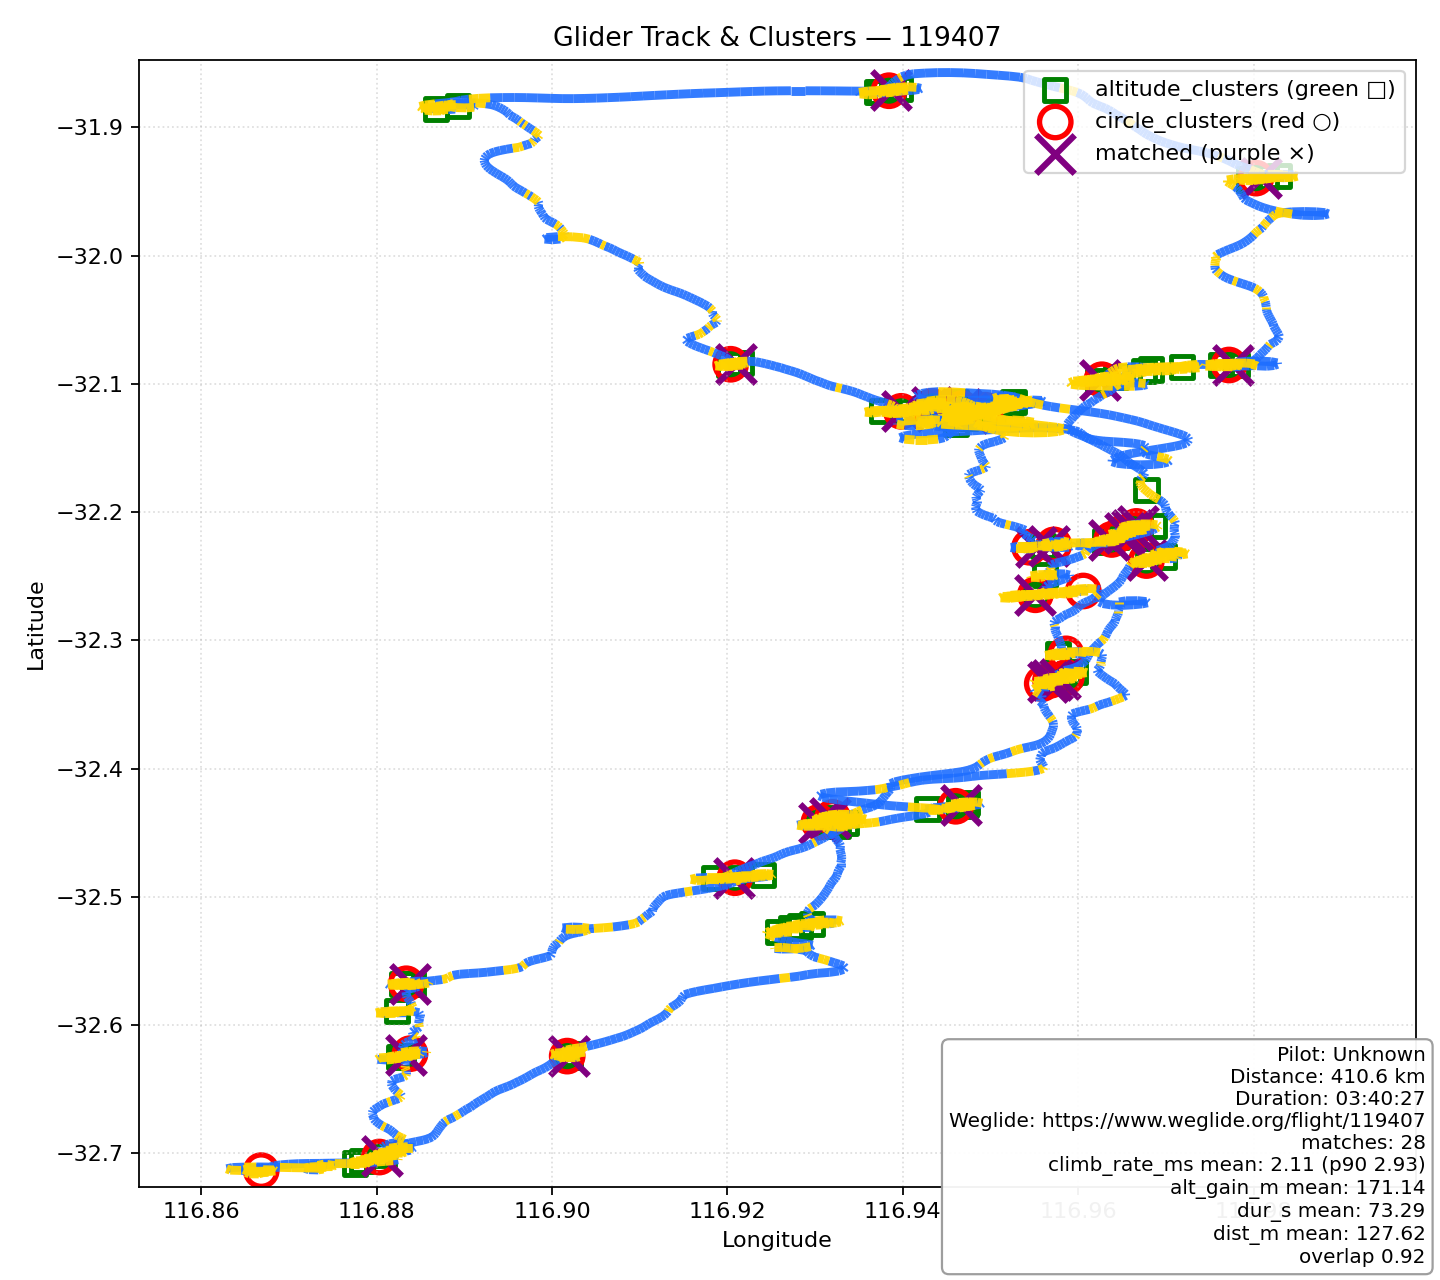 Glider Track & Clusters — 119407
altitude_clusters (green □)
circle_clusters (red ○)
matched (purple ×)
Latitude
−31.9
−32.0
−32.1
−32.2
−32.3
−32.4
−32.5
−32.6
−32.7
116.86
116.88
116.90
116.92
116.94
116.96
Longitude
Pilot: Unknown
Distance: 410.6 km
Duration: 03:40:27
Weglide: https://www.weglide.org/flight/119407
matches: 28
climb_rate_ms mean: 2.11 (p90 2.93)
alt_gain_m mean: 171.14
dur_s mean: 73.29
dist_m mean: 127.62
overlap 0.92